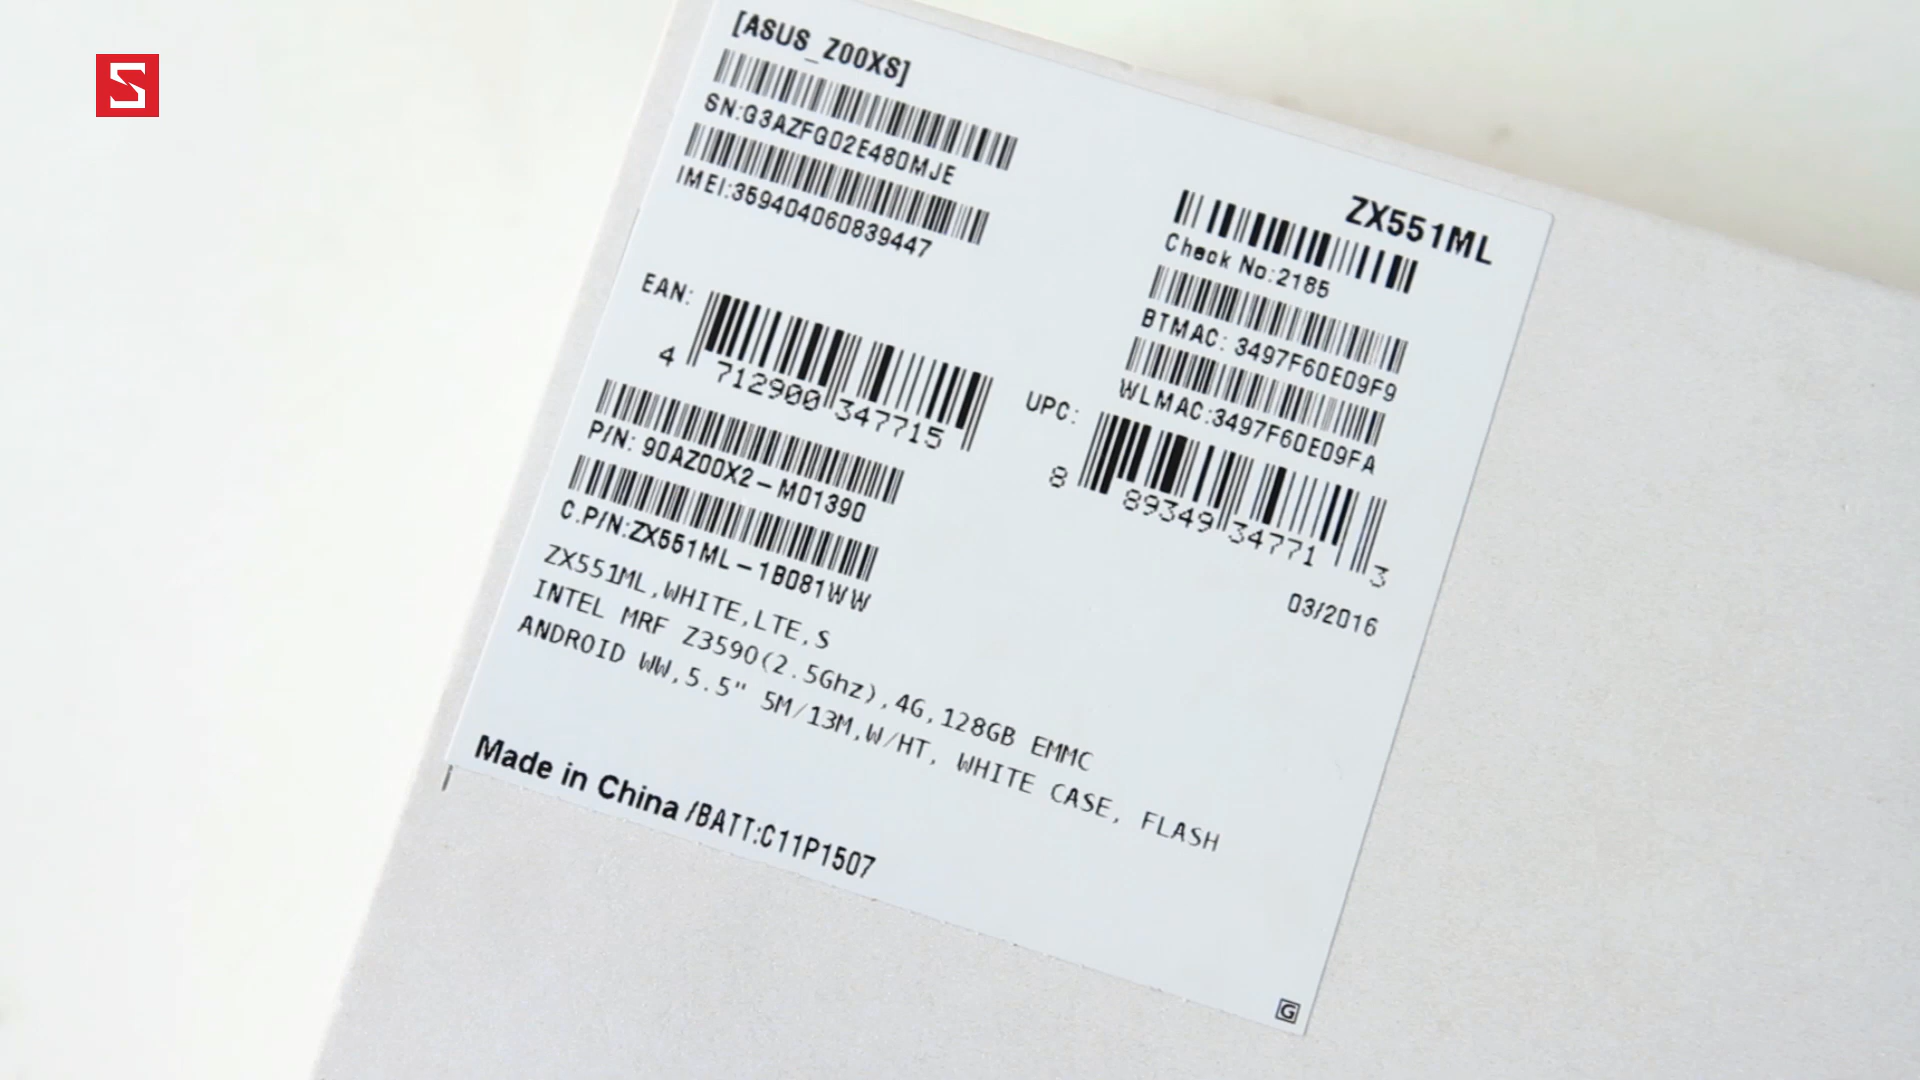 [ASUS_Z00XS]
SN:G3AZFG02E480MJE
IMEI:359404060839447
EAN:
4 712900 347715
P/N: 90AZ00X2-M01390
C.P/N:ZX551ML-1B081WW
ZX551ML,WHITE,LTE,S
INTEL MRF Z3590(2.5Ghz),4G,128GB EMMC
ANDROID WW,5.5" 5M/13M,W/HT, WHITE CASE, FLASH
Made in China /BATT:C11P1507
ZX551ML
Check No:2185
BTMAC: 3497F60E09F9
WLMAC:3497F60E09FA
UPC:
8 89349 34771 3
03/2016
G
S